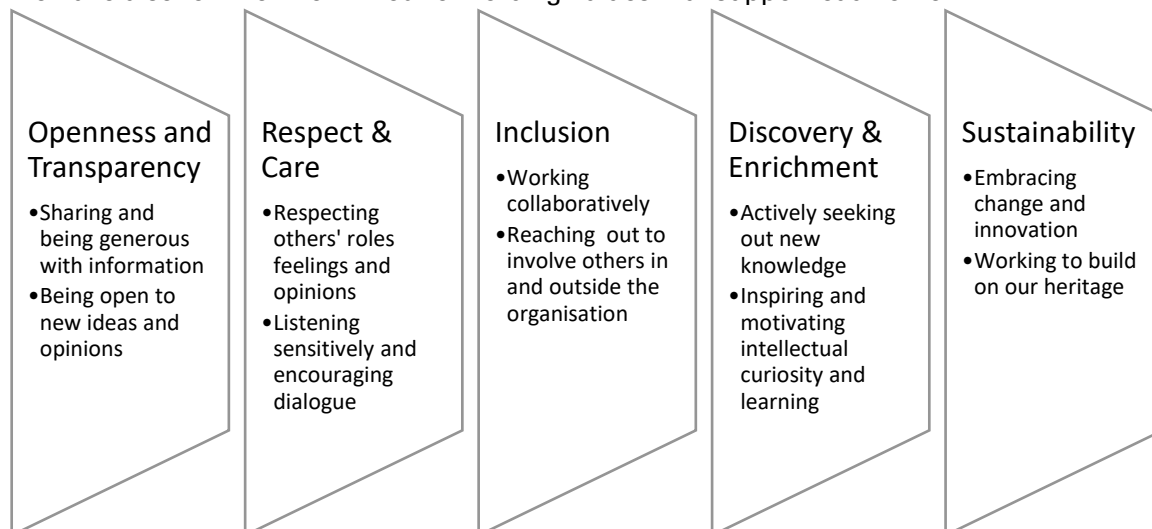 Openness and
Transparency
•Sharing and
being generous
with information
•Being open to
new ideas and
opinions
Respect &
Care
•Respecting
others' roles
feelings and
opinions
•Listening
sensitively and
encouraging
dialogue
Inclusion
•Working
collaboratively
•Reaching out to
involve others in
and outside the
organisation
Discovery &
Enrichment
•Actively seeking
out new
knowledge
•Inspiring and
motivating
intellectual
curiosity and
learning
Sustainability
•Embracing
change and
innovation
•Working to build
on our heritage